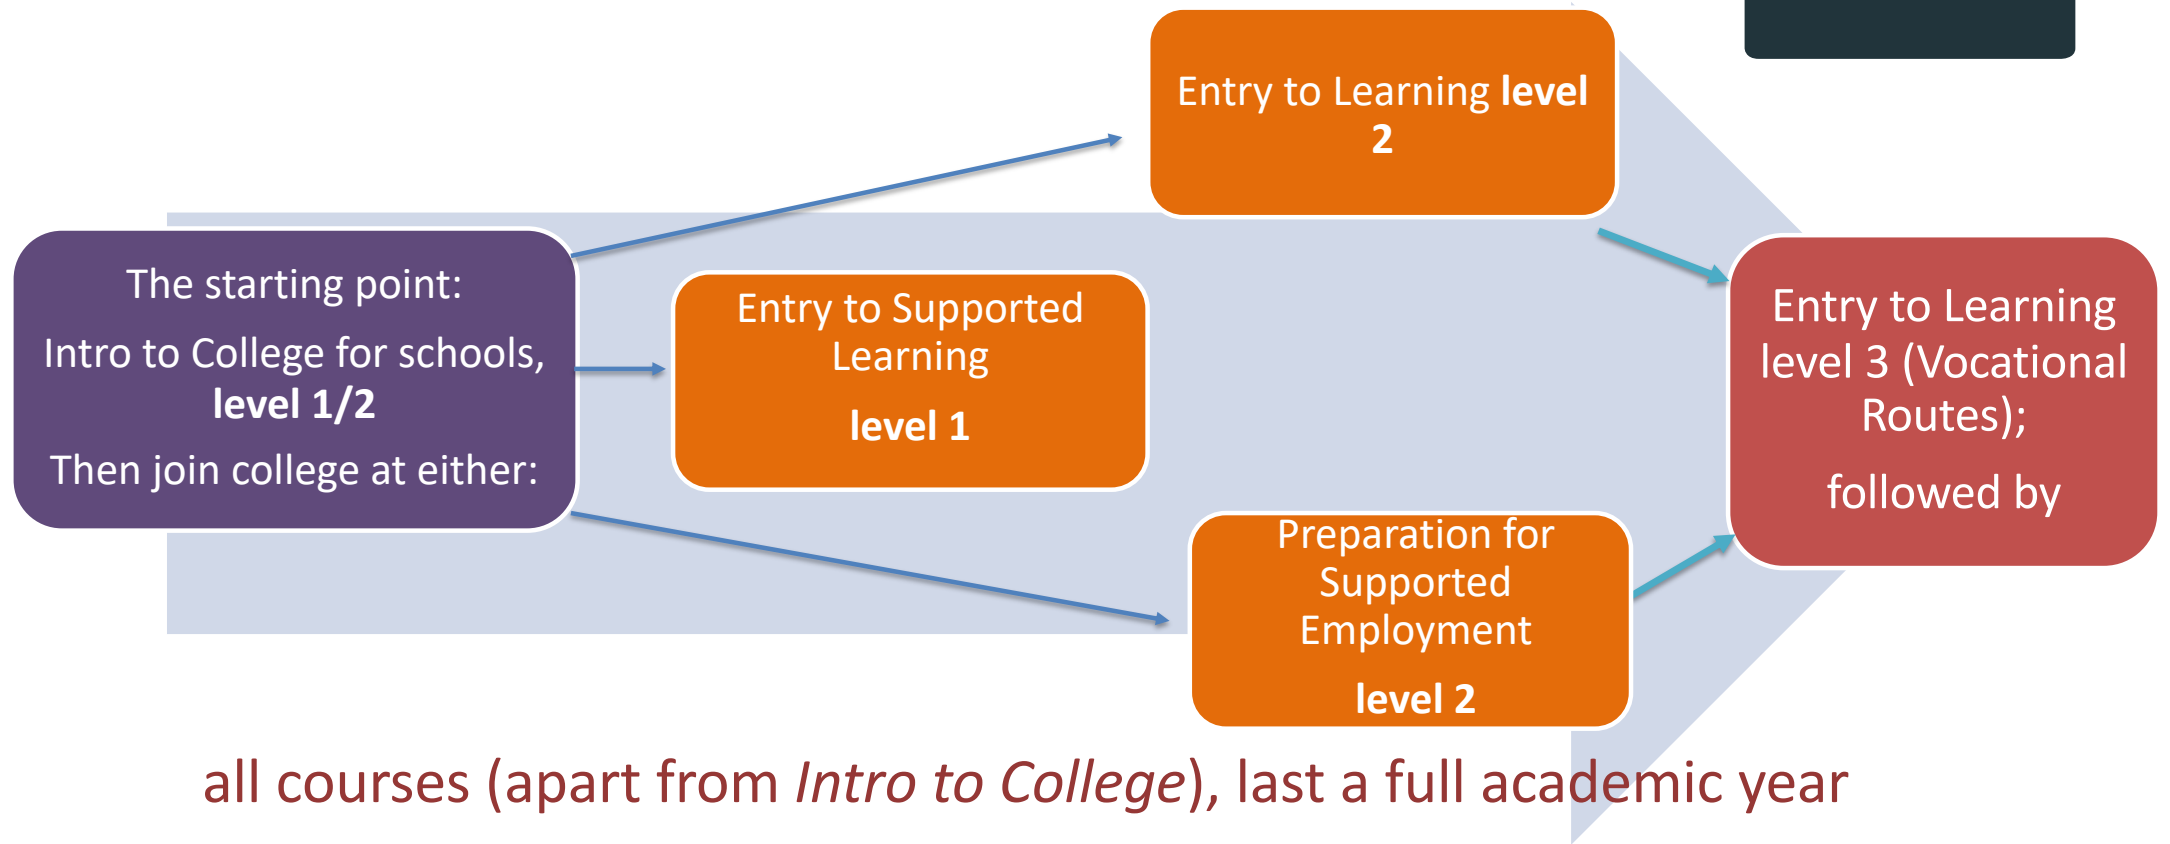 The starting point:
Intro to College for schools,
level 1/2
Then join college at either:
Entry to Learning level
2
Entry to Supported
Learning
level 1
Preparation for
Supported
Employment
level 2
Entry to Learning
level 3 (Vocational
Routes);
followed by
all courses (apart from Intro to College), last a full academic year